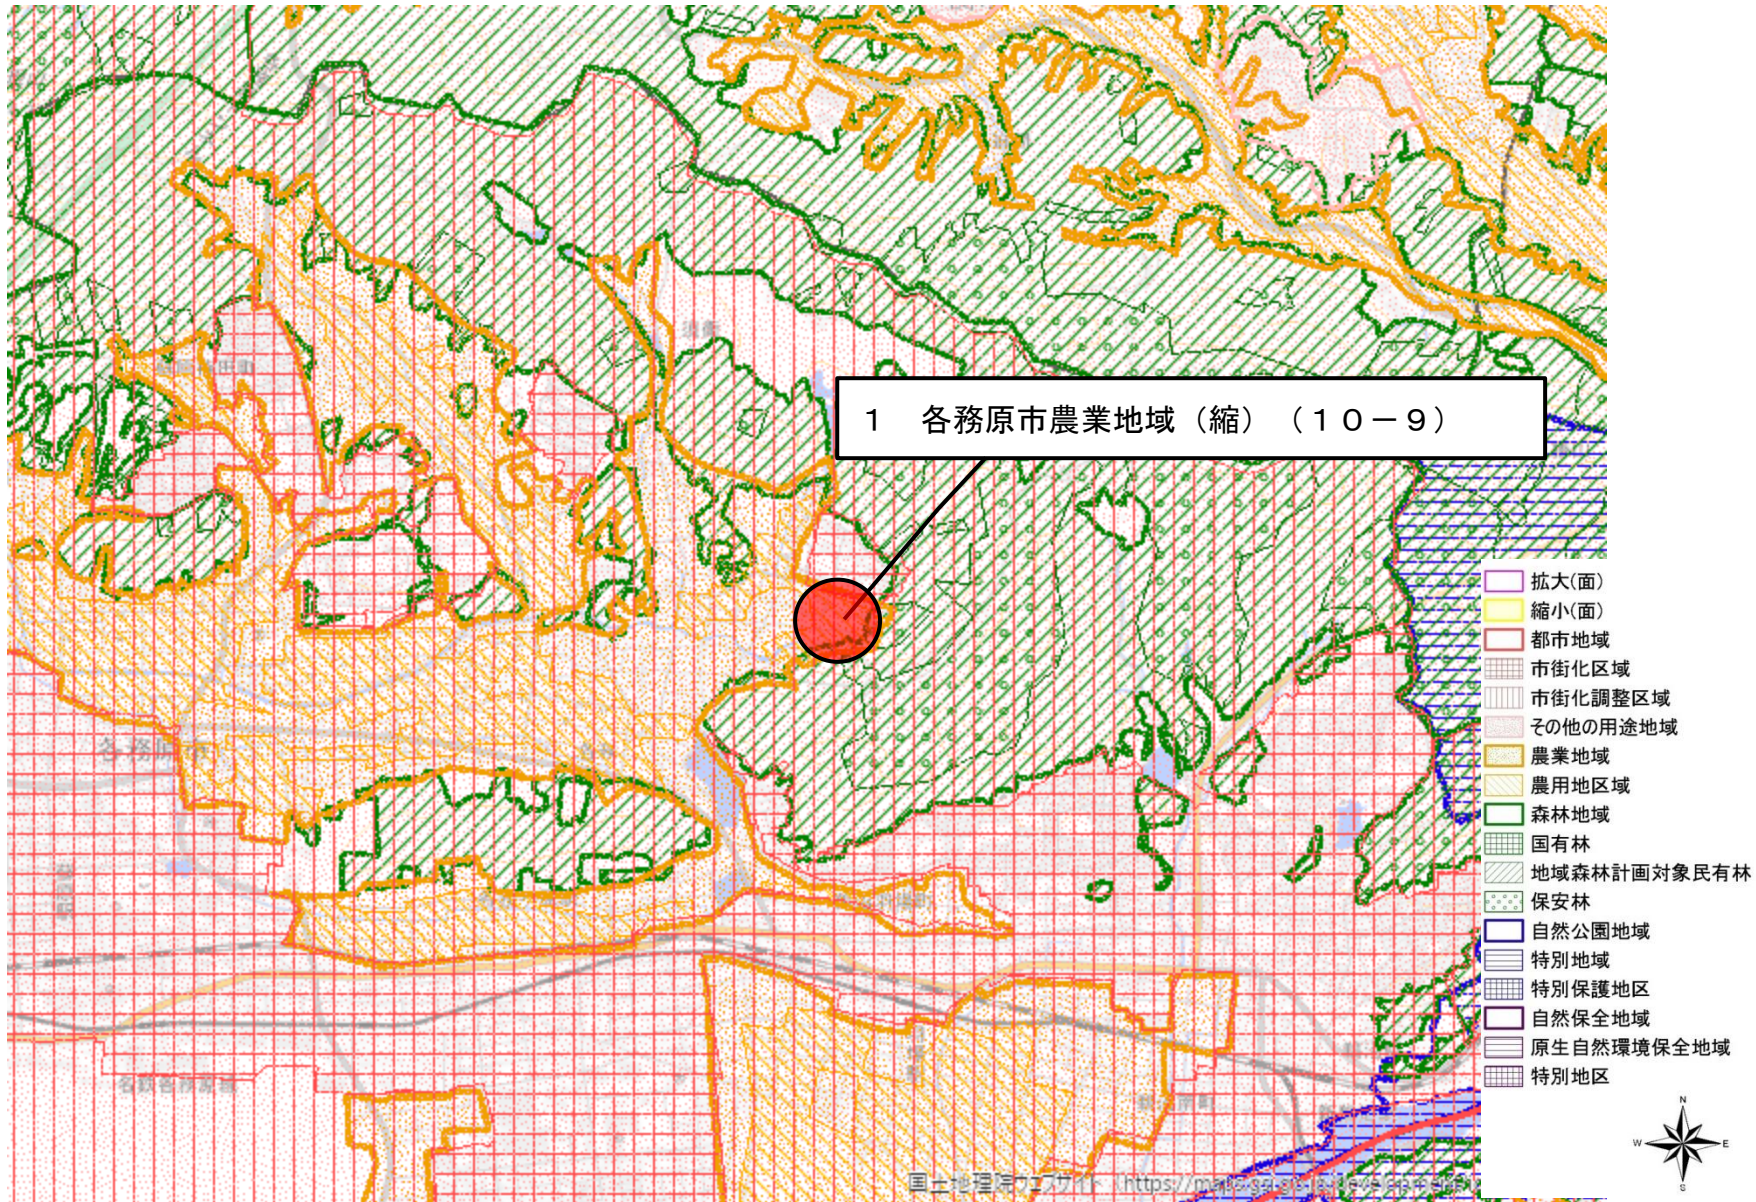 1　各務原市農業地域（縮）（１０－９）
拡大(面)
縮小(面)
都市地域
市街化区域
市街化調整区域
その他の用途地域
農業地域
農用地区域
森林地域
国有林
地域森林計画対象民有林
保安林
自然公園地域
特別地域
特別保護地区
自然保全地域
原生自然環境保全地域
特別地区
各務原市
N
W
E
S
国土地理院ウェブサイト